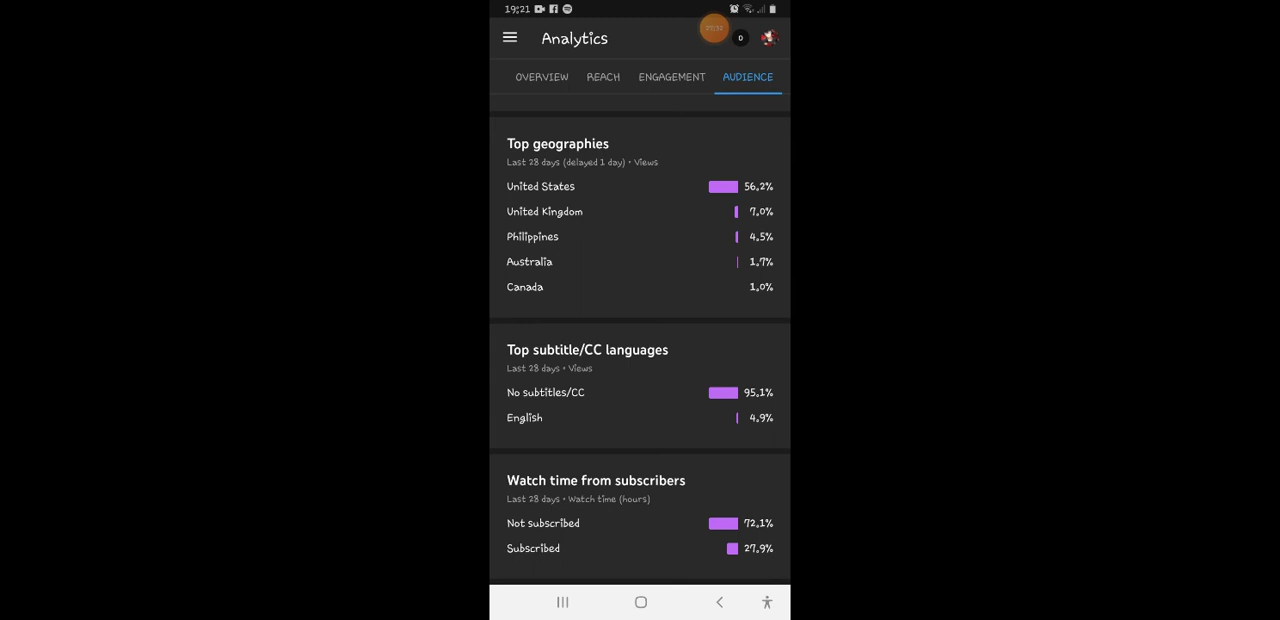 19:21
Analytics
0
OVERVIEW REACH ENGAGEMENT AUDIENCE
Top geographies
Last 28 days (delayed 1 day) • Views
United States 56.2%
United Kingdom 7.0%
Philippines 4.5%
Australia 1.7%
Canada 1.0%
Top subtitle/CC languages
Last 28 days • Views
No subtitles/CC 95.1%
English 4.9%
Watch time from subscribers
Last 28 days • Watch time (hours)
Not subscribed 72.1%
Subscribed 27.9%